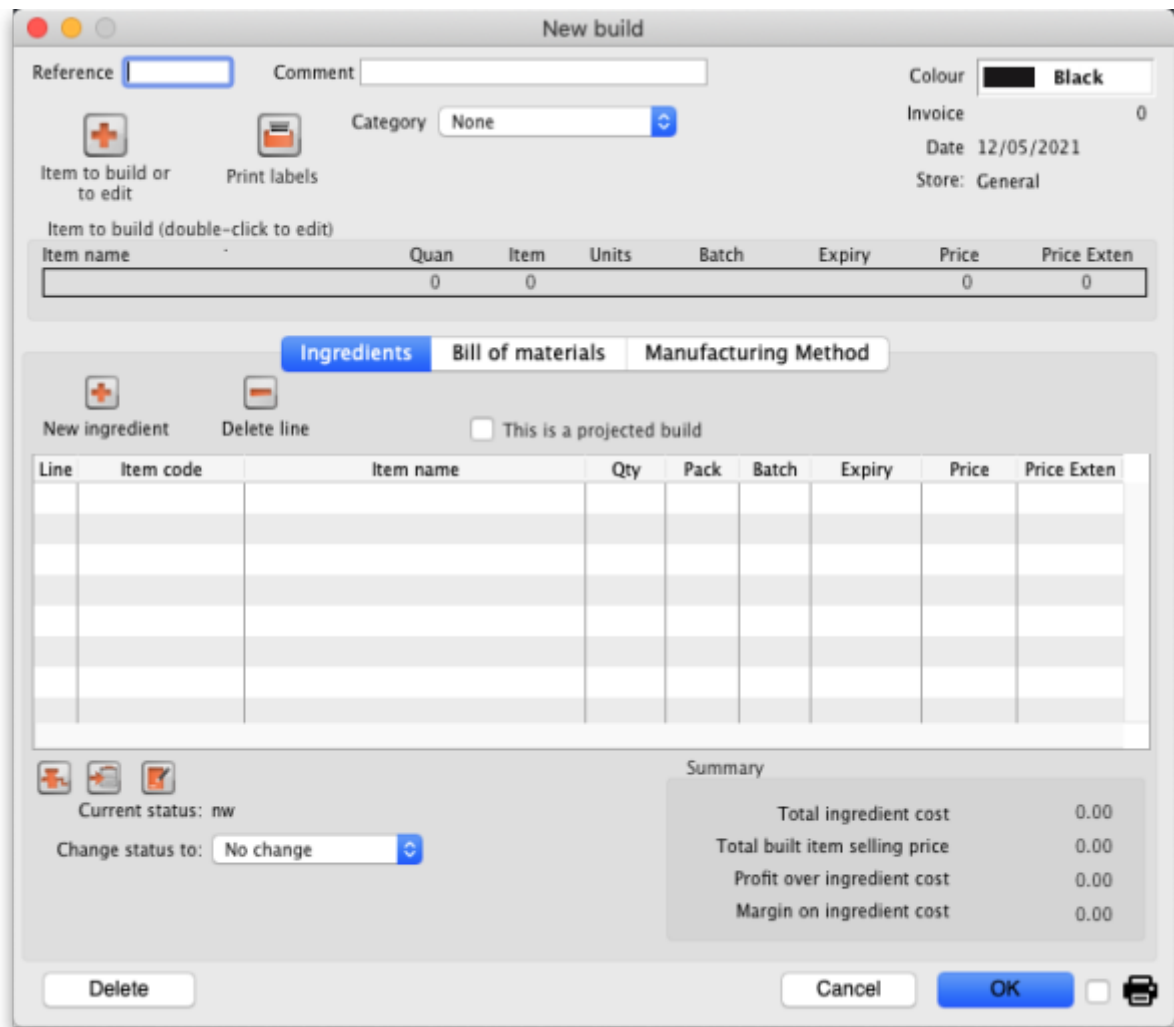 New build
Reference Comment Colour Black
Category None Invoice 0
Date 12/05/2021
Item to build or
to edit
Print labels
Store: General
Item to build (double-click to edit)
Item name Quan Item Units Batch Expiry Price Price Exten
0 0 0 0
Ingredients Bill of materials Manufacturing Method
New ingredient Delete line This is a projected build
Line Item code Item name Qty Pack Batch Expiry Price Price Exten
Summary
Current status: nw
Total ingredient cost 0.00
Change status to: No change
Total built item selling price 0.00
Profit over ingredient cost 0.00
Margin on ingredient cost 0.00
Delete Cancel OK